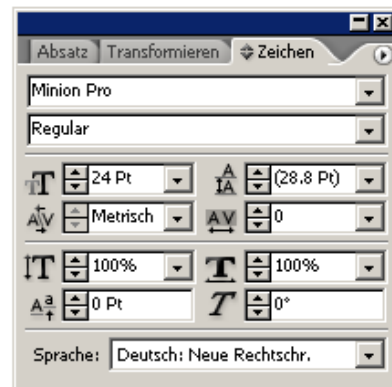 Absatz Transformieren Zeichen
Minion Pro
Regular
24 Pt (28.8 Pt)
Metrisch 0
100% 100%
0 Pt 0°
Sprache: Deutsch: Neue Rechtschr.